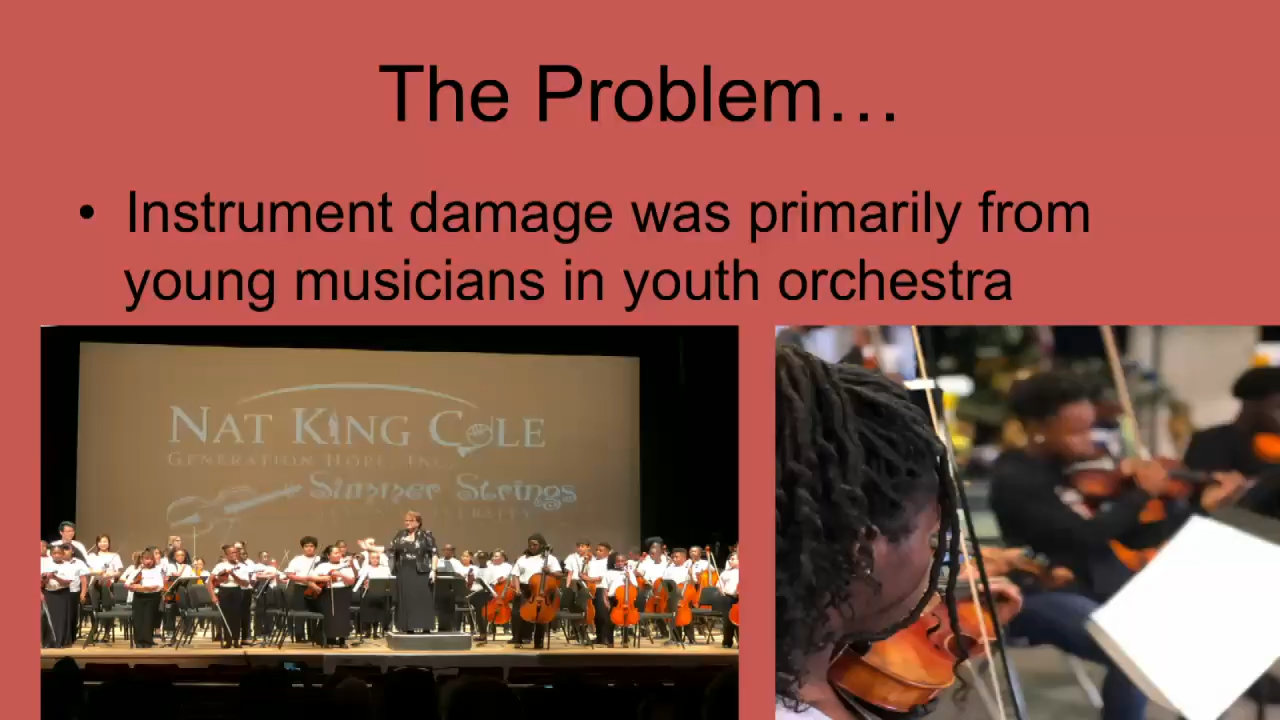 The Problem…
• Instrument damage was primarily from
young musicians in youth orchestra
NAT KING COLE
GENERATION HOPE, INC.
Summer Strings